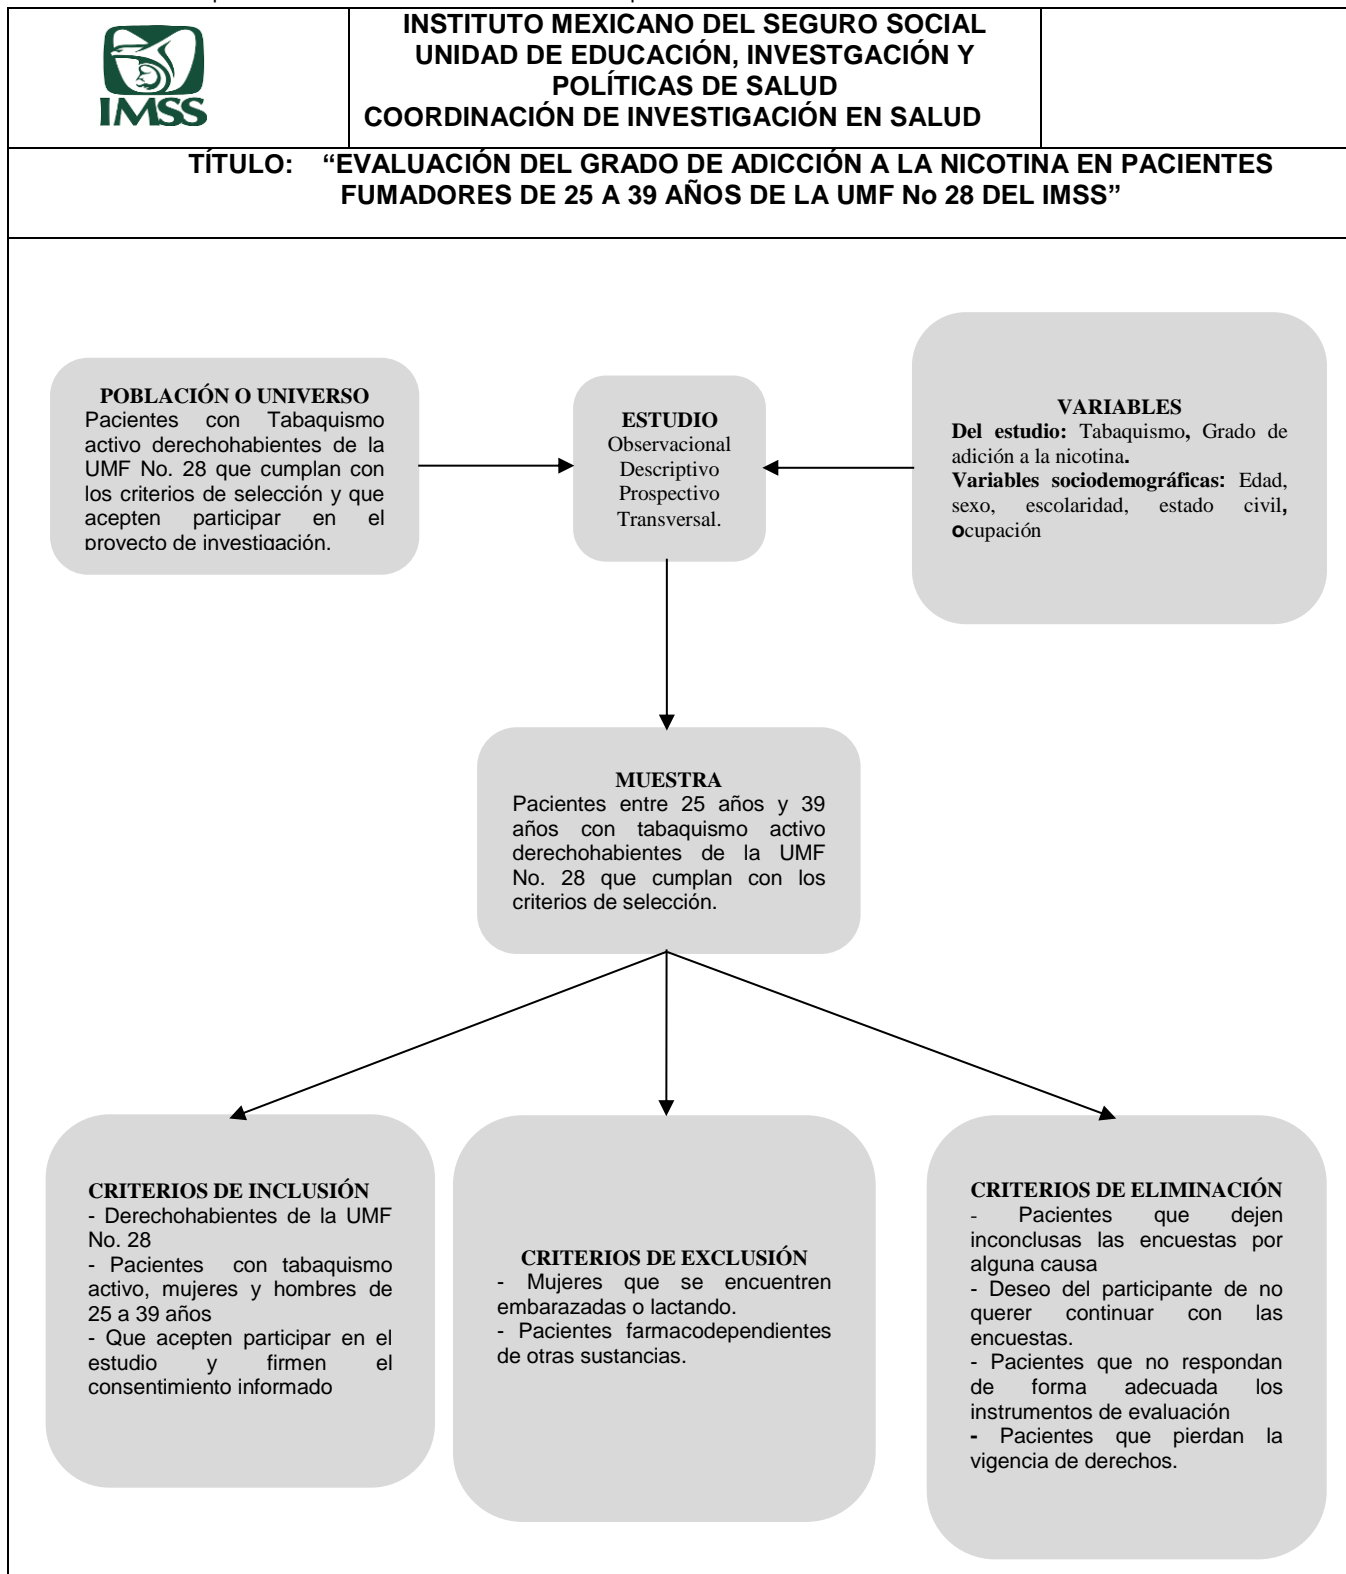 IMSS
INSTITUTO MEXICANO DEL SEGURO SOCIAL
UNIDAD DE EDUCACIÓN, INVESTGACIÓN Y
POLÍTICAS DE SALUD
COORDINACIÓN DE INVESTIGACIÓN EN SALUD
TÍTULO: “EVALUACIÓN DEL GRADO DE ADICCIÓN A LA NICOTINA EN PACIENTES
FUMADORES DE 25 A 39 AÑOS DE LA UMF No 28 DEL IMSS”
POBLACIÓN O UNIVERSO
Pacientes con Tabaquismo
activo derechohabientes de la
UMF No. 28 que cumplan con
los criterios de selección y que
acepten participar en el
proyecto de investigación.
ESTUDIO
Observacional
Descriptivo
Prospectivo
Transversal.
VARIABLES
Del estudio: Tabaquismo, Grado de
adición a la nicotina.
Variables sociodemográficas: Edad,
sexo, escolaridad, estado civil,
ocupación
MUESTRA
Pacientes entre 25 años y 39
años con tabaquismo activo
derechohabientes de la UMF
No. 28 que cumplan con los
criterios de selección.
CRITERIOS DE INCLUSIÓN
- Derechohabientes de la UMF
No. 28
- Pacientes con tabaquismo
activo, mujeres y hombres de
25 a 39 años
- Que acepten participar en el
estudio y firmen el
consentimiento informado
CRITERIOS DE EXCLUSIÓN
- Mujeres que se encuentren
embarazadas o lactando.
- Pacientes farmacodependientes
de otras sustancias.
CRITERIOS DE ELIMINACIÓN
- Pacientes que dejen
inconclusas las encuestas por
alguna causa
- Deseo del participante de no
querer continuar con las
encuestas.
- Pacientes que no respondan
de forma adecuada los
instrumentos de evaluación
- Pacientes que pierdan la
vigencia de derechos.